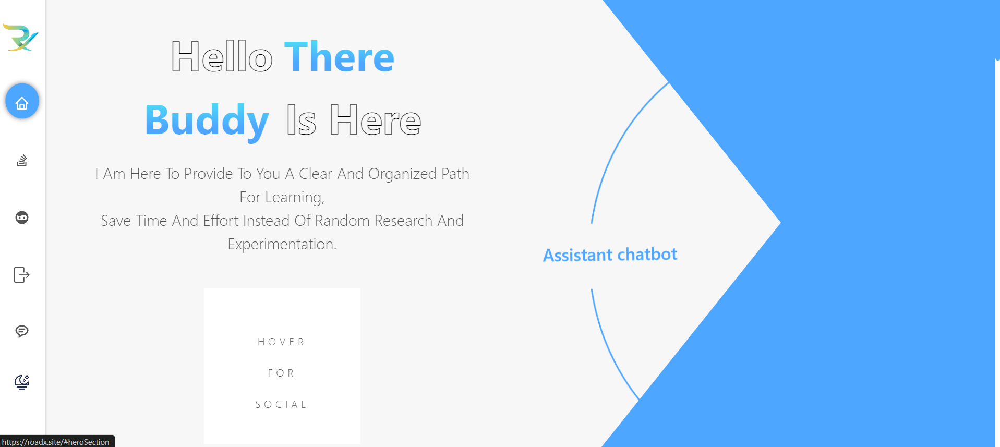 Hello There
Buddy Is Here
I Am Here To Provide To You A Clear And Organized Path
For Learning,
Save Time And Effort Instead Of Random Research And
Experimentation.
Assistant chatbot
HOVER
FOR
SOCIAL
https://roadx.site/#heroSection